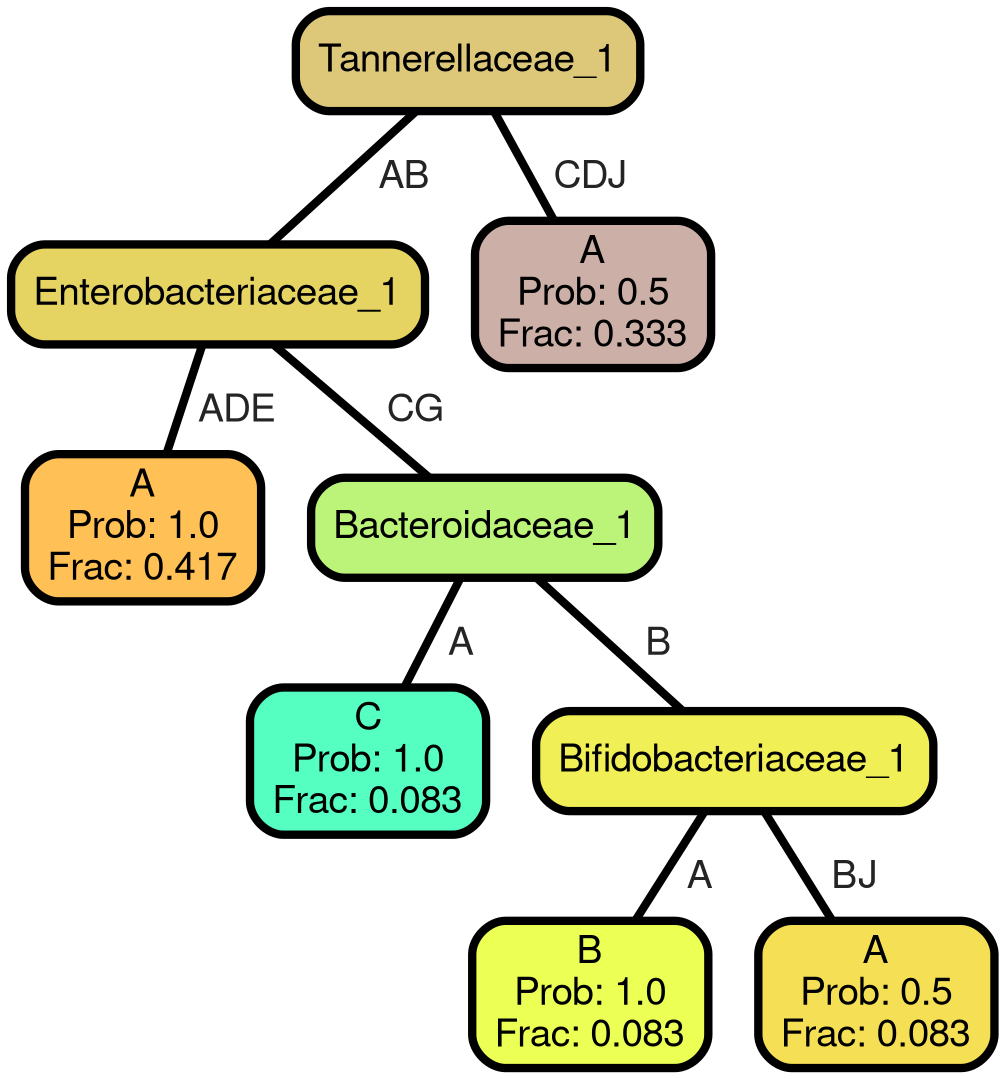 Tannerellaceae_1
AB
CDJ
A
Prob: 0.5
Frac: 0.333
Enterobacteriaceae_1
ADE
CG
A
Prob: 1.0
Frac: 0.417
Bacteroidaceae_1
A
B
C
Prob: 1.0
Frac: 0.083
Bifidobacteriaceae_1
A
BJ
B
Prob: 1.0
Frac: 0.083
A
Prob: 0.5
Frac: 0.083